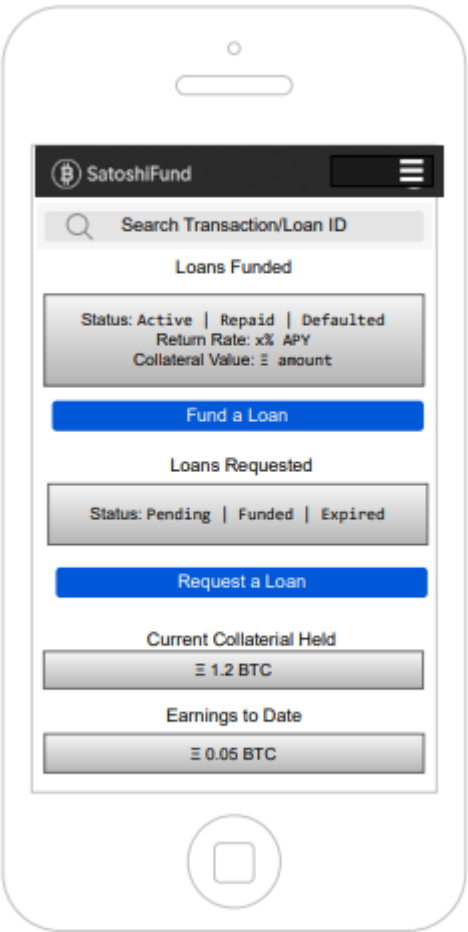 SatoshiFund
Search Transaction/Loan ID
Loans Funded
Status: Active | Repaid | Defaulted
Return Rate: x% APY
Collateral Value: Ξ amount
Fund a Loan
Loans Requested
Status: Pending | Funded | Expired
Request a Loan
Current Collaterial Held
Ξ 1.2 BTC
Earnings to Date
Ξ 0.05 BTC